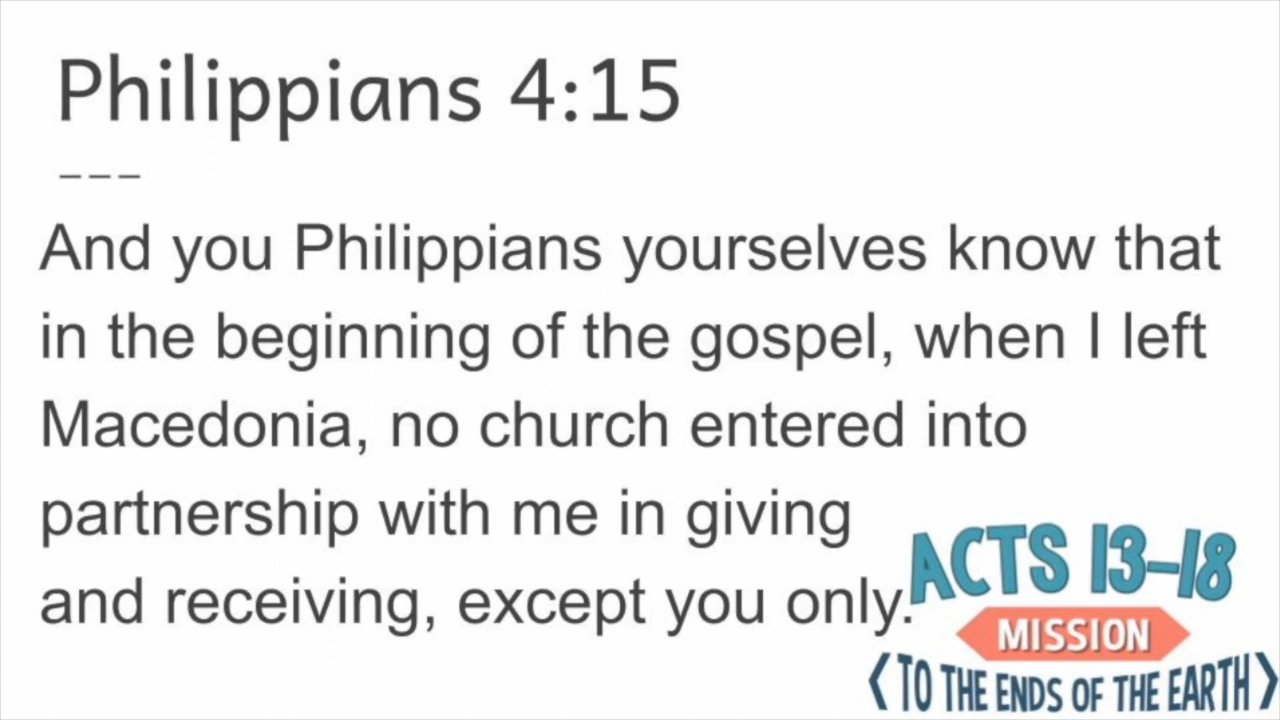 Philippians 4:15
---
And you Philippians yourselves know that
in the beginning of the gospel, when I left
Macedonia, no church entered into
partnership with me in giving
and receiving, except you only.
ACTS 13-18
MISSION
TO THE ENDS OF THE EARTH